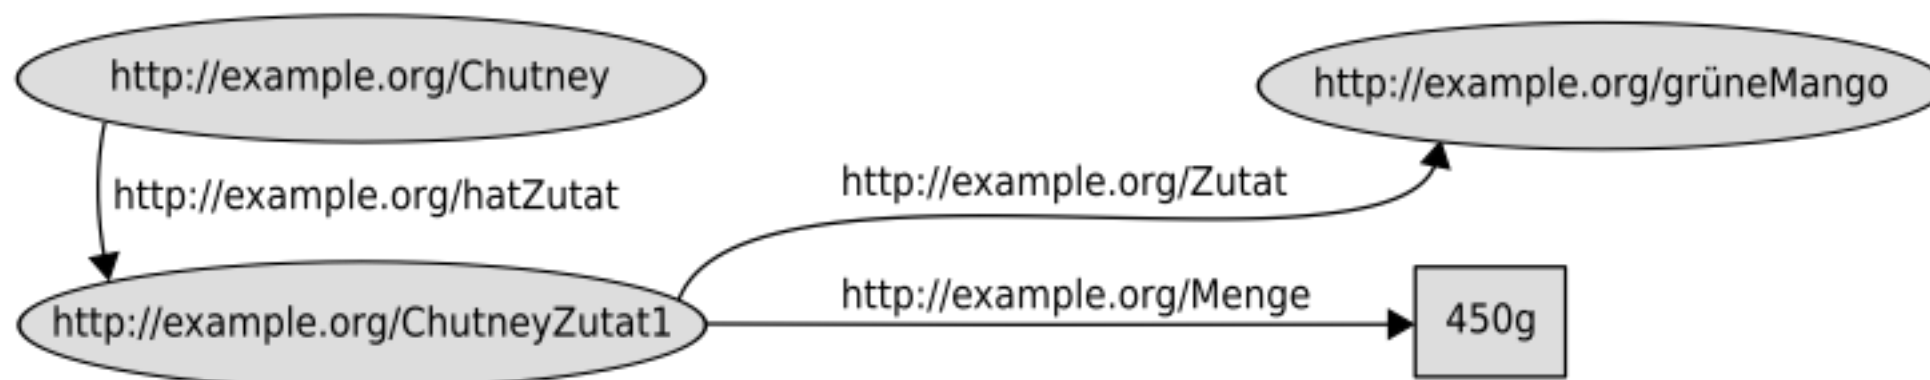 http://example.org/Chutney
http://example.org/grüneMango
http://example.org/hatZutat
http://example.org/Zutat
http://example.org/ChutneyZutat1
http://example.org/Menge
450g